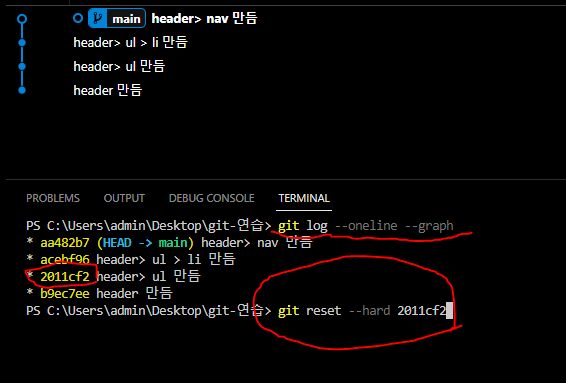 main header> nav 만듬
header> ul > li 만듬
header> ul 만듬
header 만듬
PROBLEMS OUTPUT DEBUG CONSOLE TERMINAL
PS C:\Users\admin\Desktop\git-연습> git log --oneline --graph
* aa482b7 (HEAD -> main) header> nav 만듬
* acebf96 header> ul > li 만듬
* 2011cf2 header> ul 만듬
* b9ec7ee header 만듬
PS C:\Users\admin\Desktop\git-연습> git reset --hard 2011cf2